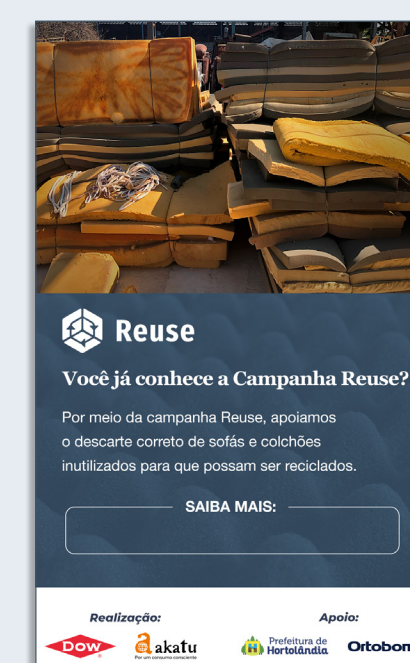 Reuse
Você já conhece a Campanha Reuse?
Por meio da campanha Reuse, apoiamos
o descarte correto de sofás e colchões
inutilizados para que possam ser reciclados.
SAIBA MAIS:
Realização:
Apoio:
DOW
akatu
Por um consumo consciente
Prefeitura de
Hortolândia
Ortobom